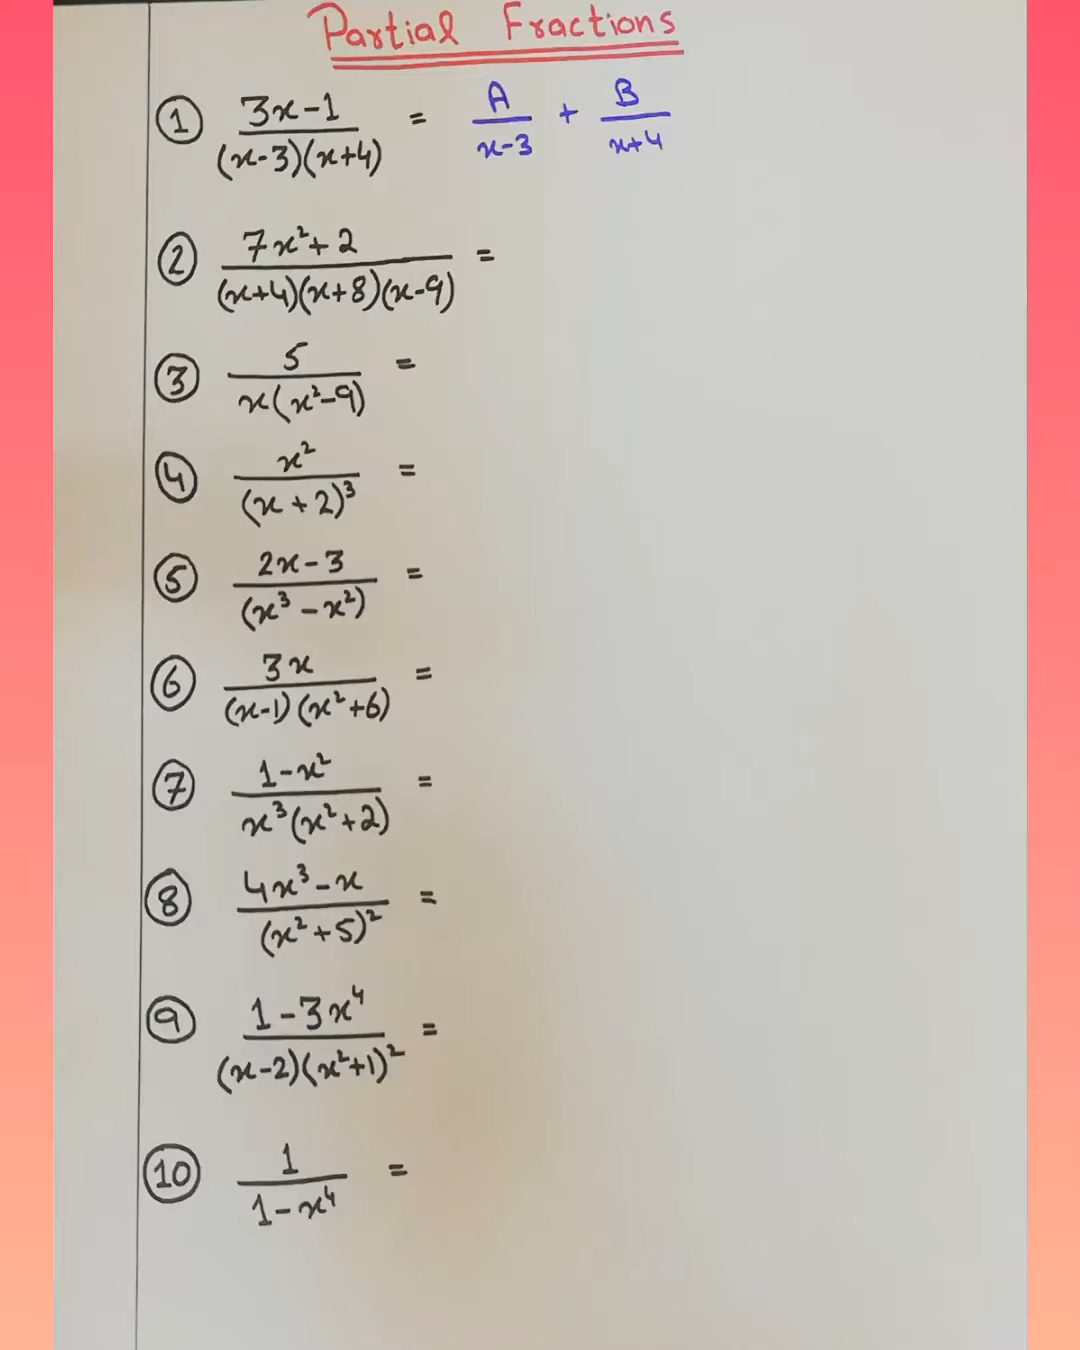 Partial Fractions
① 3x-1 / (x-3)(x+4) = A / x-3 + B / x+4
② 7x²+2 / (x+4)(x+8)(x-9) =
③ 5 / x(x²-9) =
④ x² / (x+2)³ =
⑤ 2x-3 / (x³-x²) =
⑥ 3x / (x-1)(x²+6) =
⑦ 1-x² / x³(x²+2) =
⑧ 4x³-x / (x²+5)² =
⑨ 1-3x⁴ / (x-2)(x²+1)² =
⑩ 1 / 1-x⁴ =